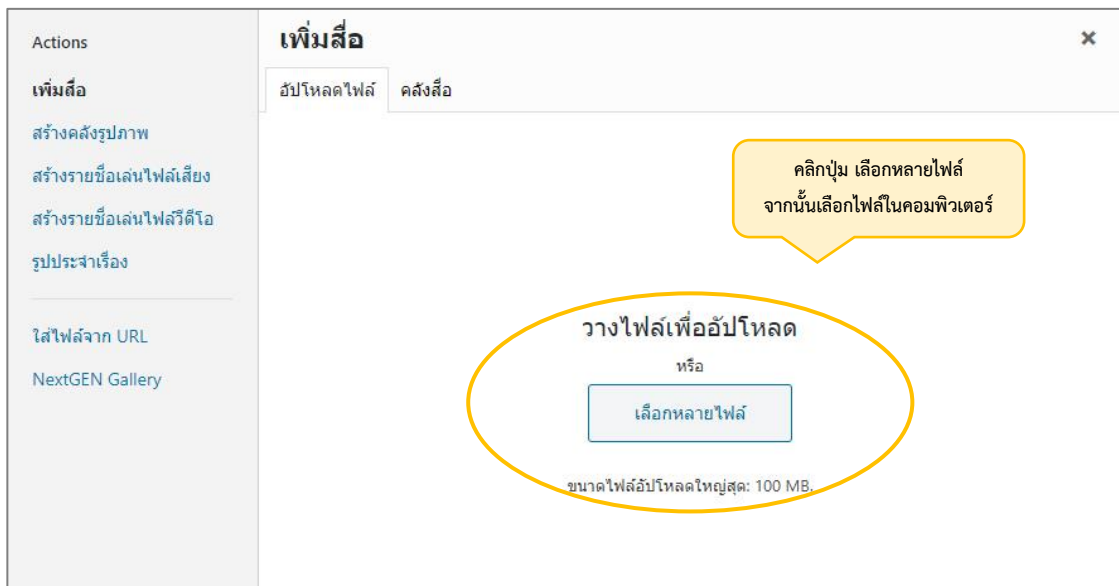 Actions
เพิ่มสื่อ
สร้างคลังรูปภาพ
สร้างรายชื่อเล่นไฟล์เสียง
สร้างรายชื่อเล่นไฟล์วีดีโอ
รูปประจำเรื่อง
ใส่ไฟล์จาก URL
NextGEN Gallery
เพิ่มสื่อ
อัปโหลดไฟล์ คลังสื่อ
คลิกปุ่ม เลือกหลายไฟล์
จากนั้นเลือกไฟล์ในคอมพิวเตอร์
วางไฟล์เพื่ออัปโหลด
หรือ
เลือกหลายไฟล์
ขนาดไฟล์อัปโหลดใหญ่สุด: 100 MB.